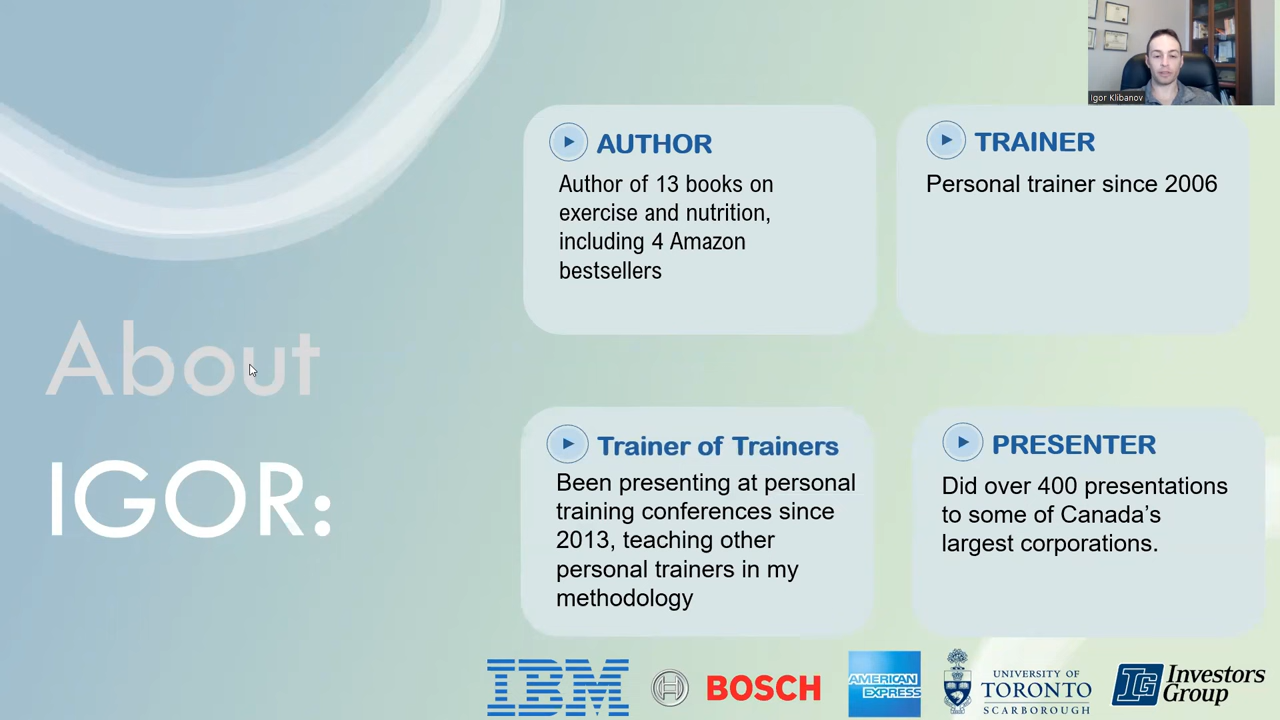 Igor Klibanov
About
IGOR:
AUTHOR
Author of 13 books on
exercise and nutrition,
including 4 Amazon
bestsellers
TRAINER
Personal trainer since 2006
Trainer of Trainers
Been presenting at personal
training conferences since
2013, teaching other
personal trainers in my
methodology
PRESENTER
Did over 400 presentations
to some of Canada’s
largest corporations.
IBM
BOSCH
AMERICAN
EXPRESS
UNIVERSITY OF
TORONTO
SCARBOROUGH
IG
Investors
Group